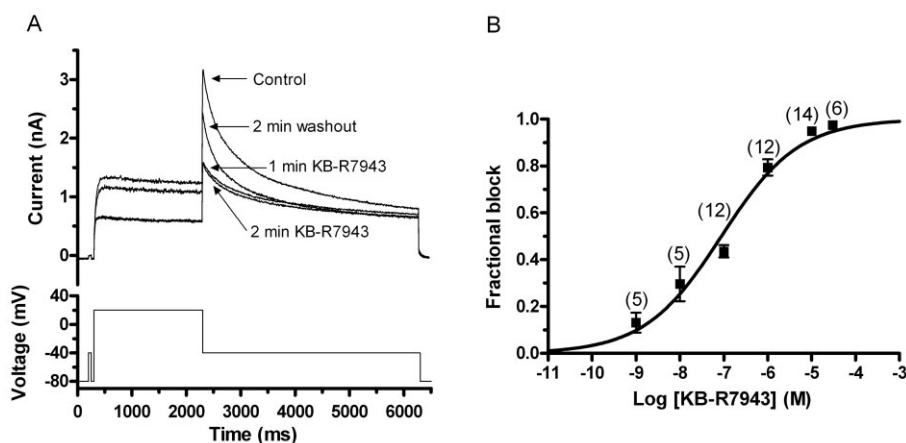 A
Control
2 min washout
1 min KB-R7943
2 min KB-R7943
Current (nA)
3
2
1
0
Voltage (mV)
40
0
-40
-80
0 1000 2000 3000 4000 5000 6000
Time (ms)
B
Fractional block
1.0
0.8
0.6
0.4
0.2
0.0
(5)
(5)
(12)
(12)
(14)
(6)
-11 -10 -9 -8 -7 -6 -5 -4 -3
Log [KB-R7943] (M)